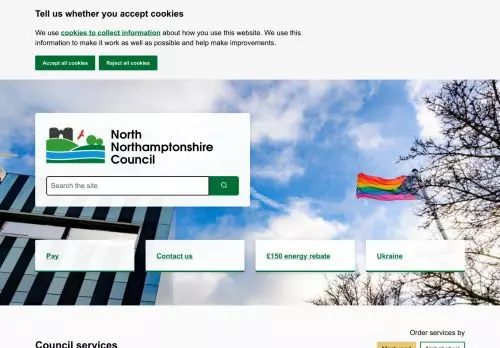 Tell us whether you accept cookies
We use cookies to collect information about how you use this website. We use this
information to make it work as well as possible and help make improvements.
Accept all cookies
Reject all cookies
North
Northamptonshire
Council
Search the site
Pay
Contact us
£150 energy rebate
Ukraine
Order services by
Council services